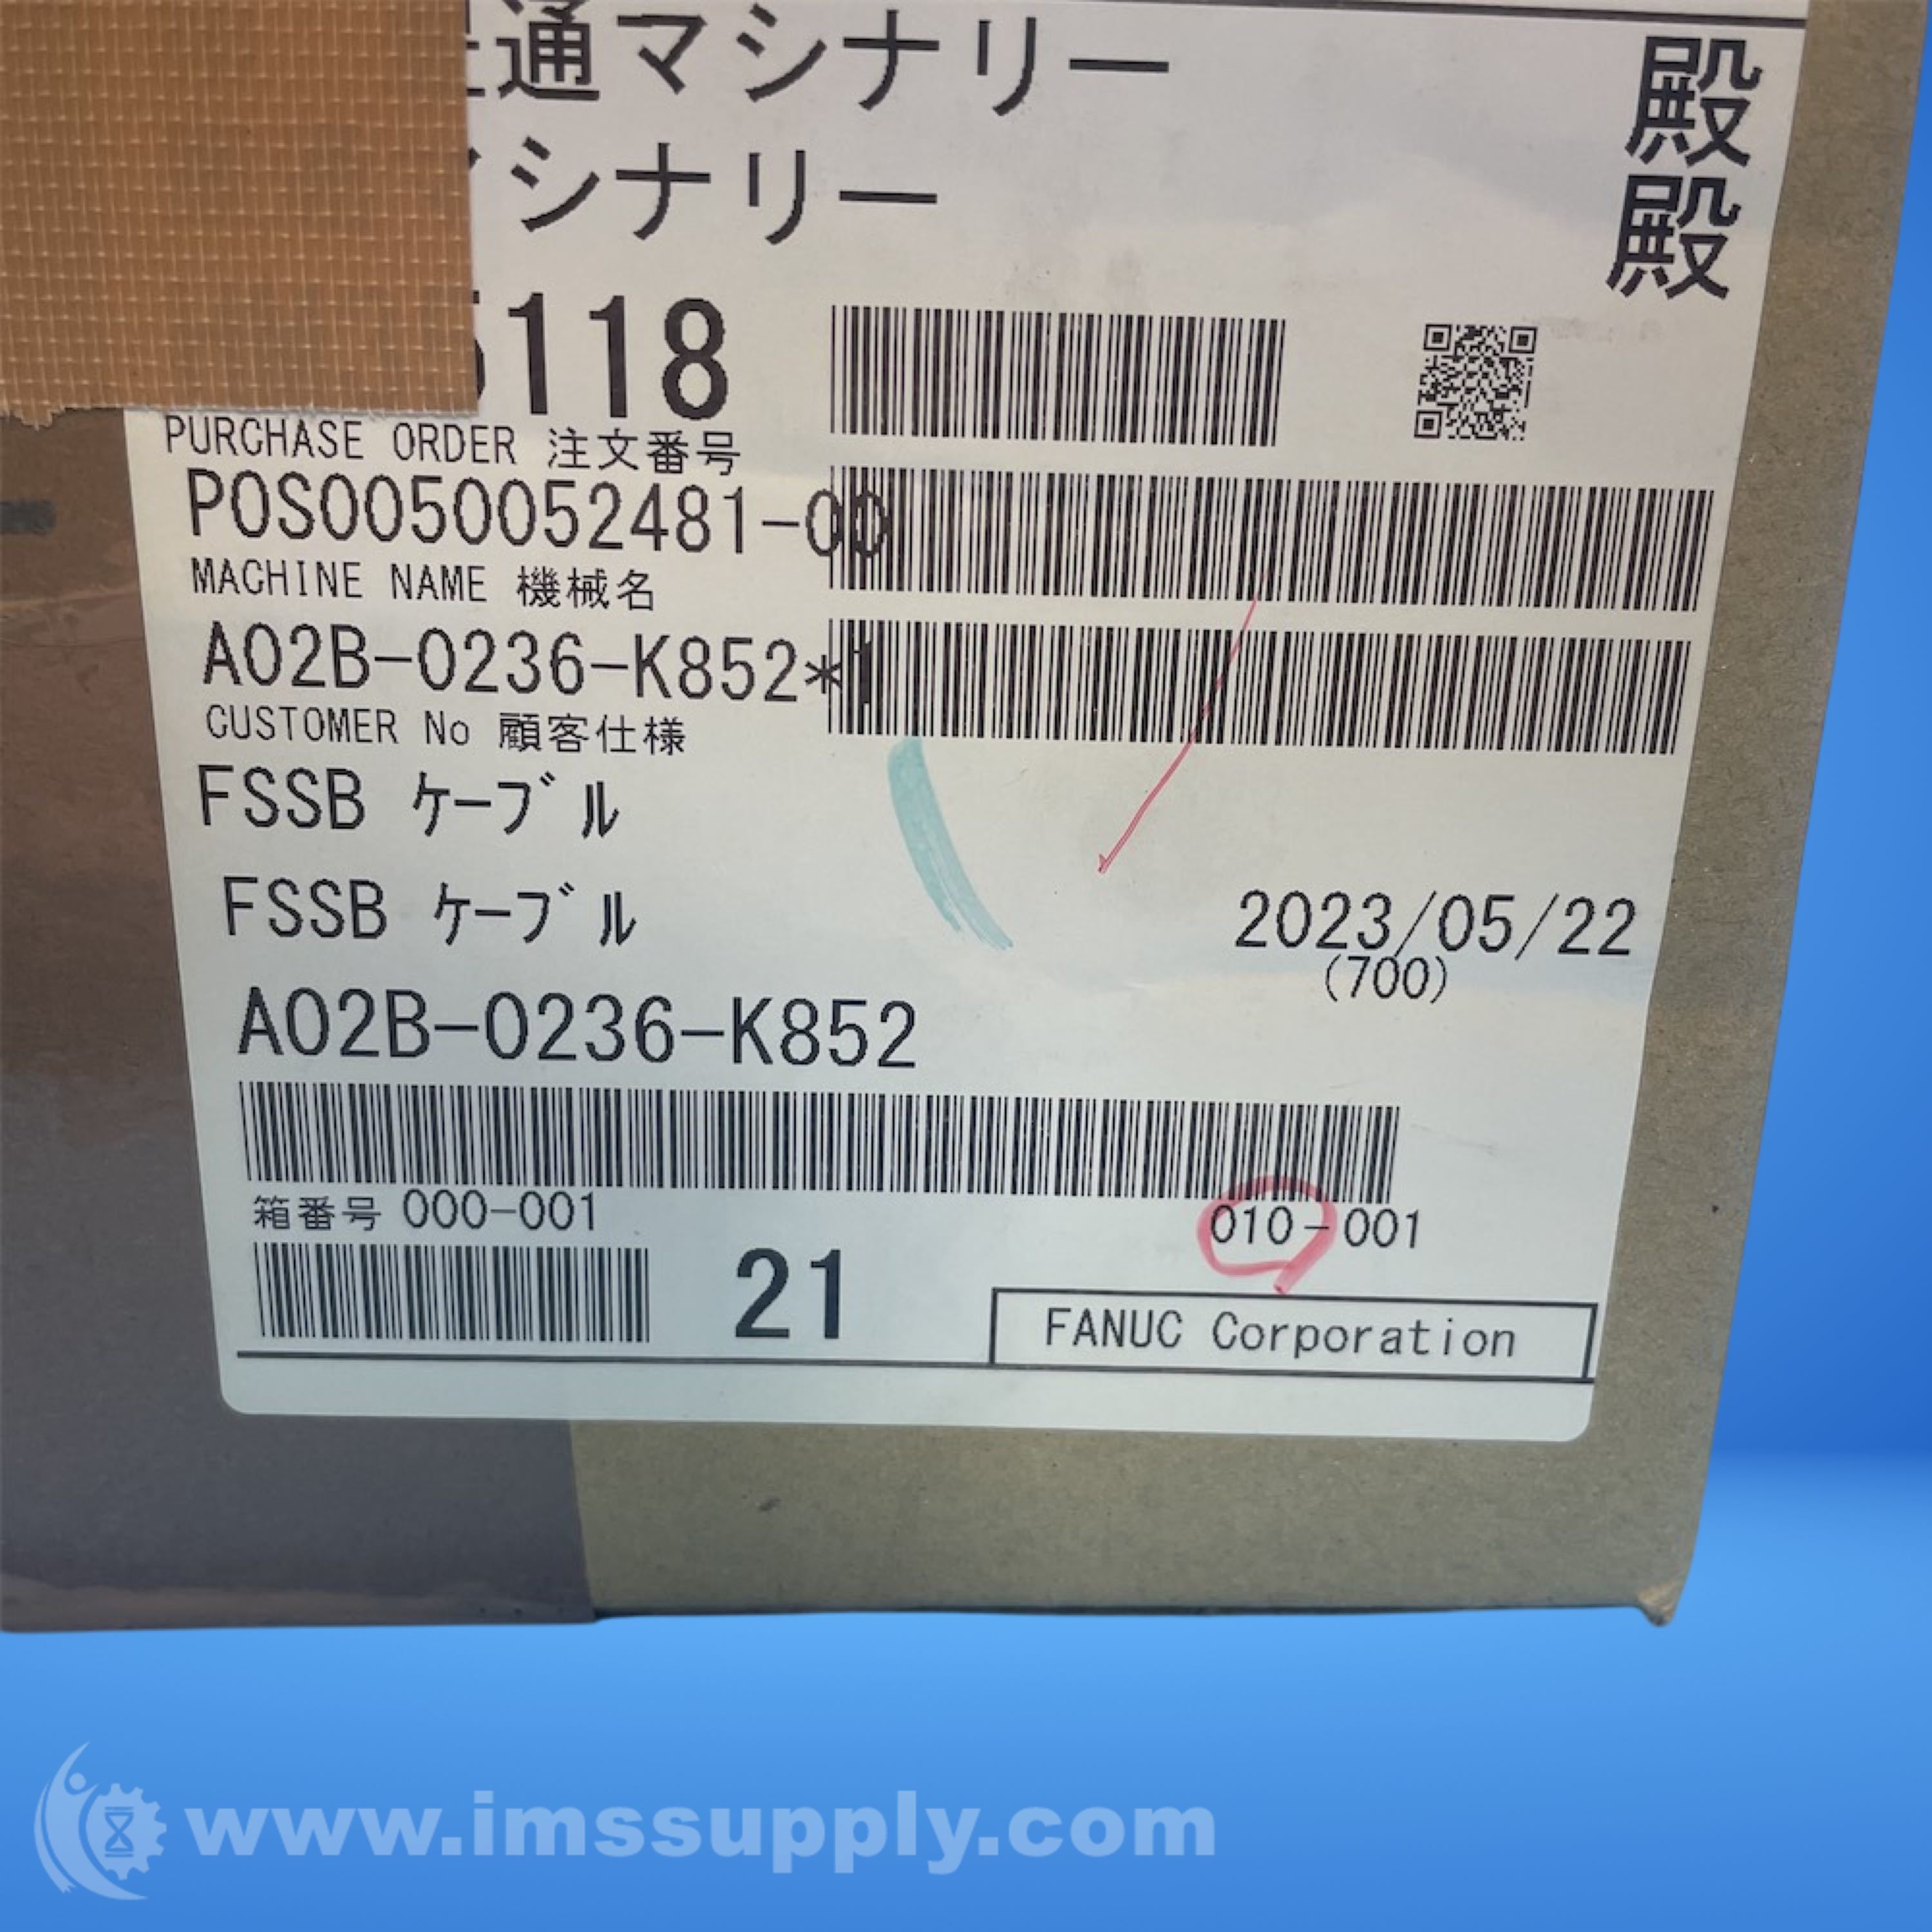 通マシナリー 殿
シナリー 殿
5118
PURCHASE ORDER 注文番号
POS0050052481-00
MACHINE NAME 機械名
A02B-0236-K852*1
CUSTOMER No 顧客仕様
FSSB ケーブル
FSSB ケーブル
2023/05/22
(700)
A02B-0236-K852
箱番号 000-001
010-001
21
FANUC Corporation
www.imssupply.com